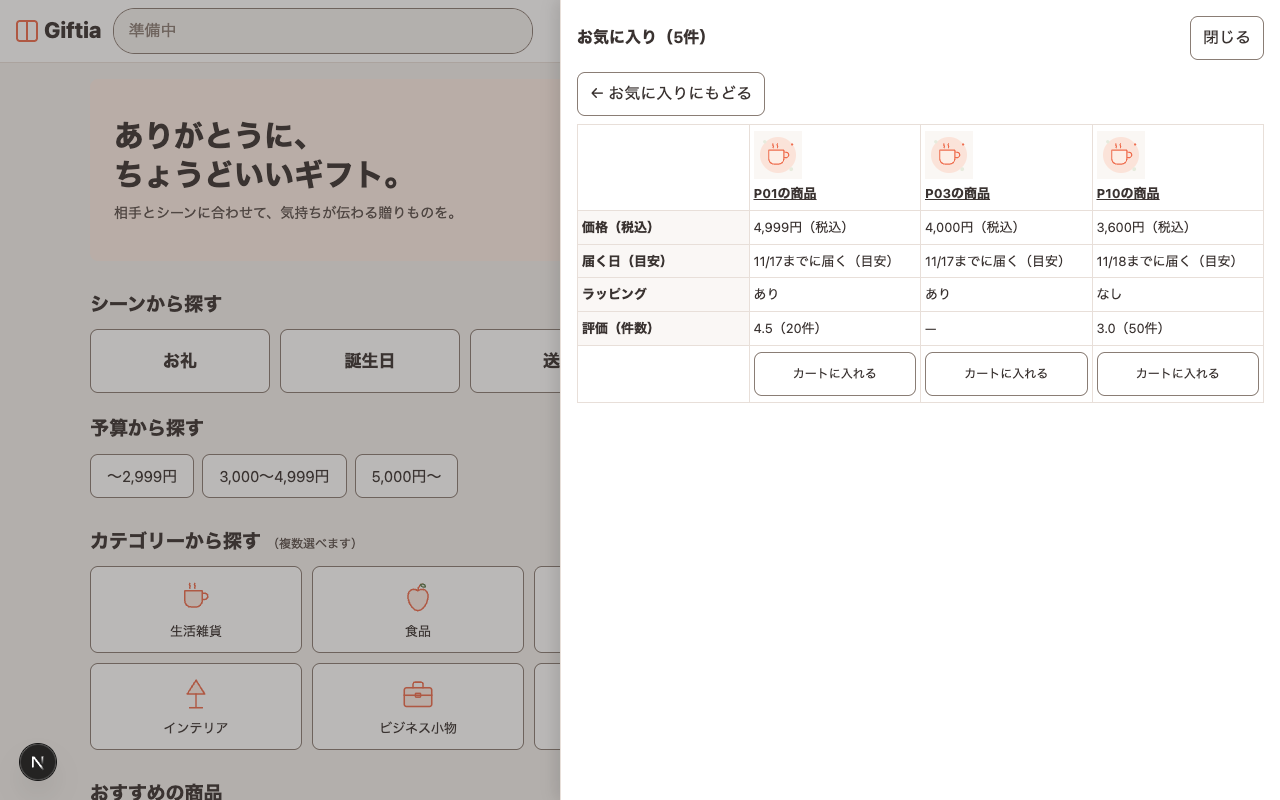 Giftia
準備中
ありがとうに、
ちょうどいいギフト。
相手とシーンに合わせて、気持ちが伝わる贈りものを。
シーンから探す
お礼
誕生日
送
予算から探す
〜2,999円
3,000〜4,999円
5,000円〜
カテゴリーから探す (複数選べます)
生活雑貨
食品
インテリア
ビジネス小物
おすすめの商品
N
お気に入り（5件）
閉じる
← お気に入りにもどる
P01の商品 P03の商品 P10の商品
価格（税込） 4,999円（税込） 4,000円（税込） 3,600円（税込）
届く日（目安） 11/17までに届く（目安） 11/17までに届く（目安） 11/18までに届く（目安）
ラッピング あり あり なし
評価（件数） 4.5（20件） — 3.0（50件）
カートに入れる カートに入れる カートに入れる